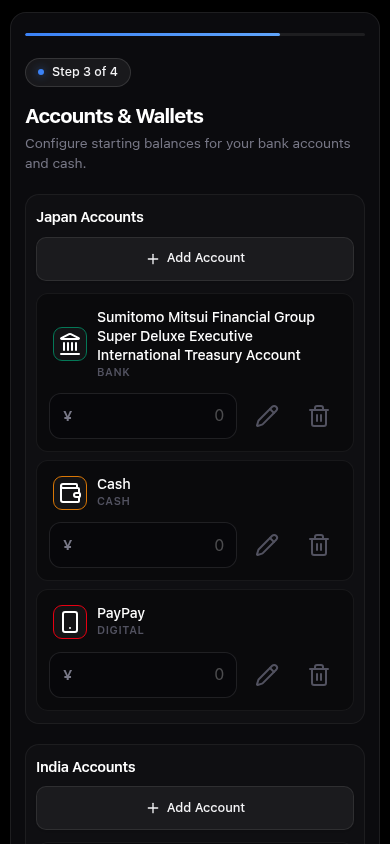 Step 3 of 4
Accounts & Wallets
Configure starting balances for your bank accounts
and cash.
Japan Accounts
+ Add Account
Sumitomo Mitsui Financial Group
Super Deluxe Executive
International Treasury Account
BANK
¥ 0
Cash
CASH
¥ 0
PayPay
DIGITAL
¥ 0
India Accounts
+ Add Account